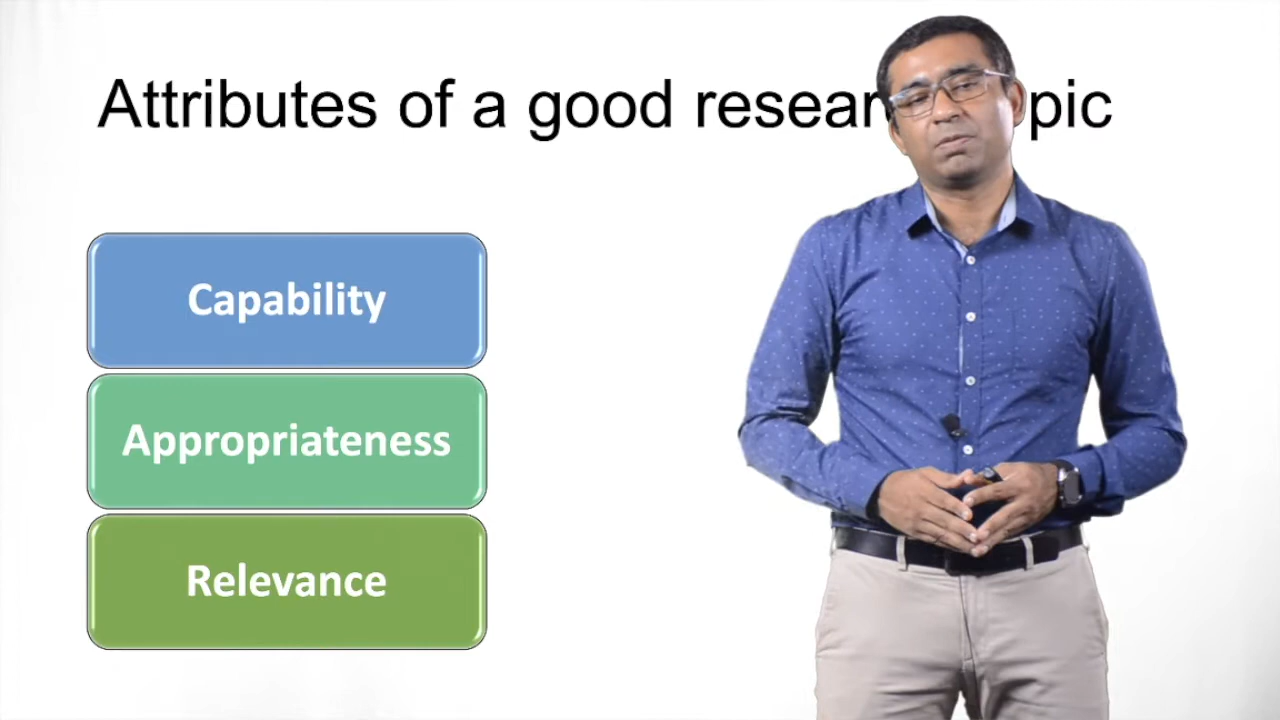 Attributes of a good
Capability
Appropriateness
Relevance